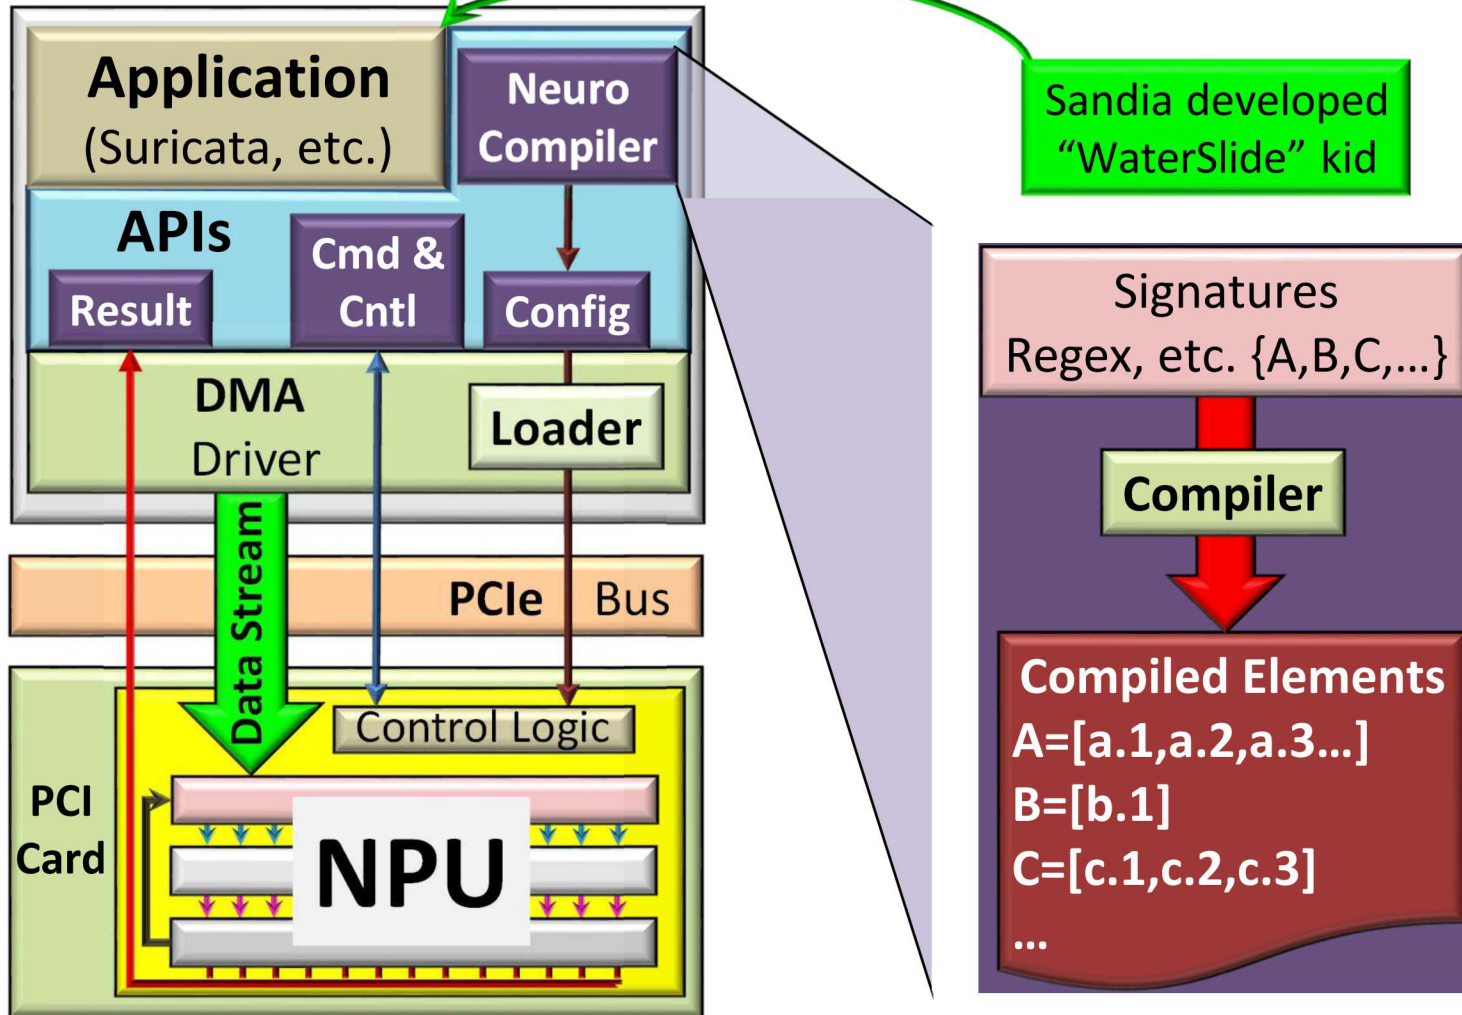 Application
(Suricata, etc.)
Neuro
Compiler
APIs
Result
Cmd &
Cntl
Config
DMA
Driver
Loader
Data Stream
PCIe Bus
PCI
Card
Control Logic
NPU
Sandia developed
“WaterSlide” kid
Signatures
Regex, etc. {A,B,C,...}
Compiler
Compiled Elements
A=[a.1,a.2,a.3...]
B=[b.1]
C=[c.1,c.2,c.3]
...